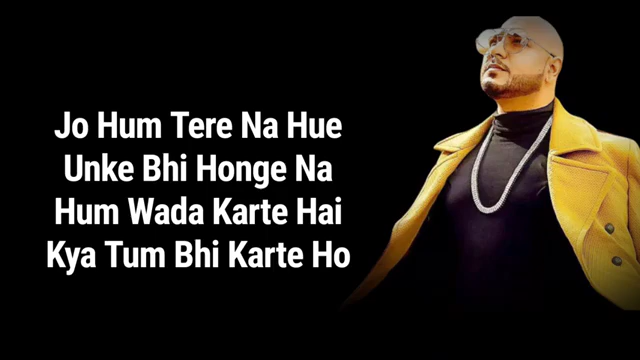 Jo Hum Tere Na Hue
Unke Bhi Honge Na
Hum Wada Karte Hai
Kya Tum Bhi Karte Ho